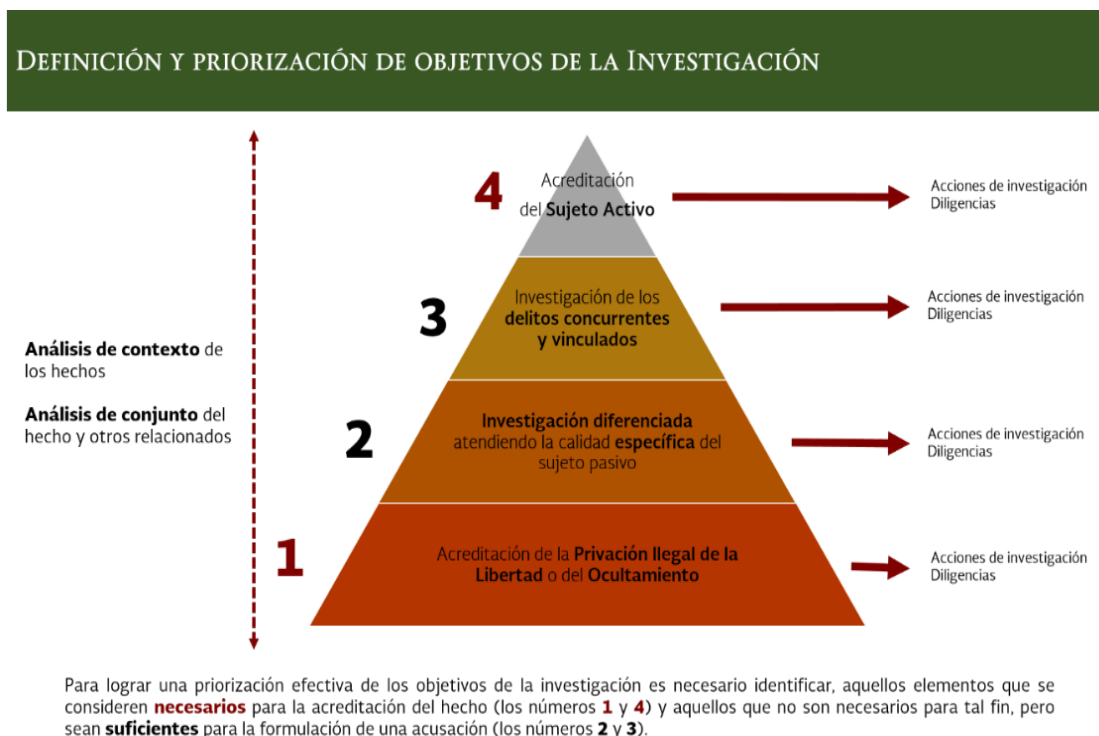 DEFINICIÓN Y PRIORIZACIÓN DE OBJETIVOS DE LA INVESTIGACIÓN
4
Acreditación
del Sujeto Activo
Acciones de investigación
Diligencias
3
Investigación de los
delitos concurrentes
y vinculados
Acciones de investigación
Diligencias
Análisis de contexto de
los hechos
Análisis de conjunto del
hecho y otros relacionados
2
Investigación diferenciada
atendiendo la calidad específica del
sujeto pasivo
Acciones de investigación
Diligencias
1
Acreditación de la Privación Ilegal de la
Libertad o del Ocultamiento
Acciones de investigación
Diligencias
Para lograr una priorización efectiva de los objetivos de la investigación es necesario identificar, aquellos elementos que se
consideren necesarios para la acreditación del hecho (los números 1 y 4) y aquellos que no son necesarios para tal fin, pero
sean suficientes para la formulación de una acusación (los números 2 y 3).